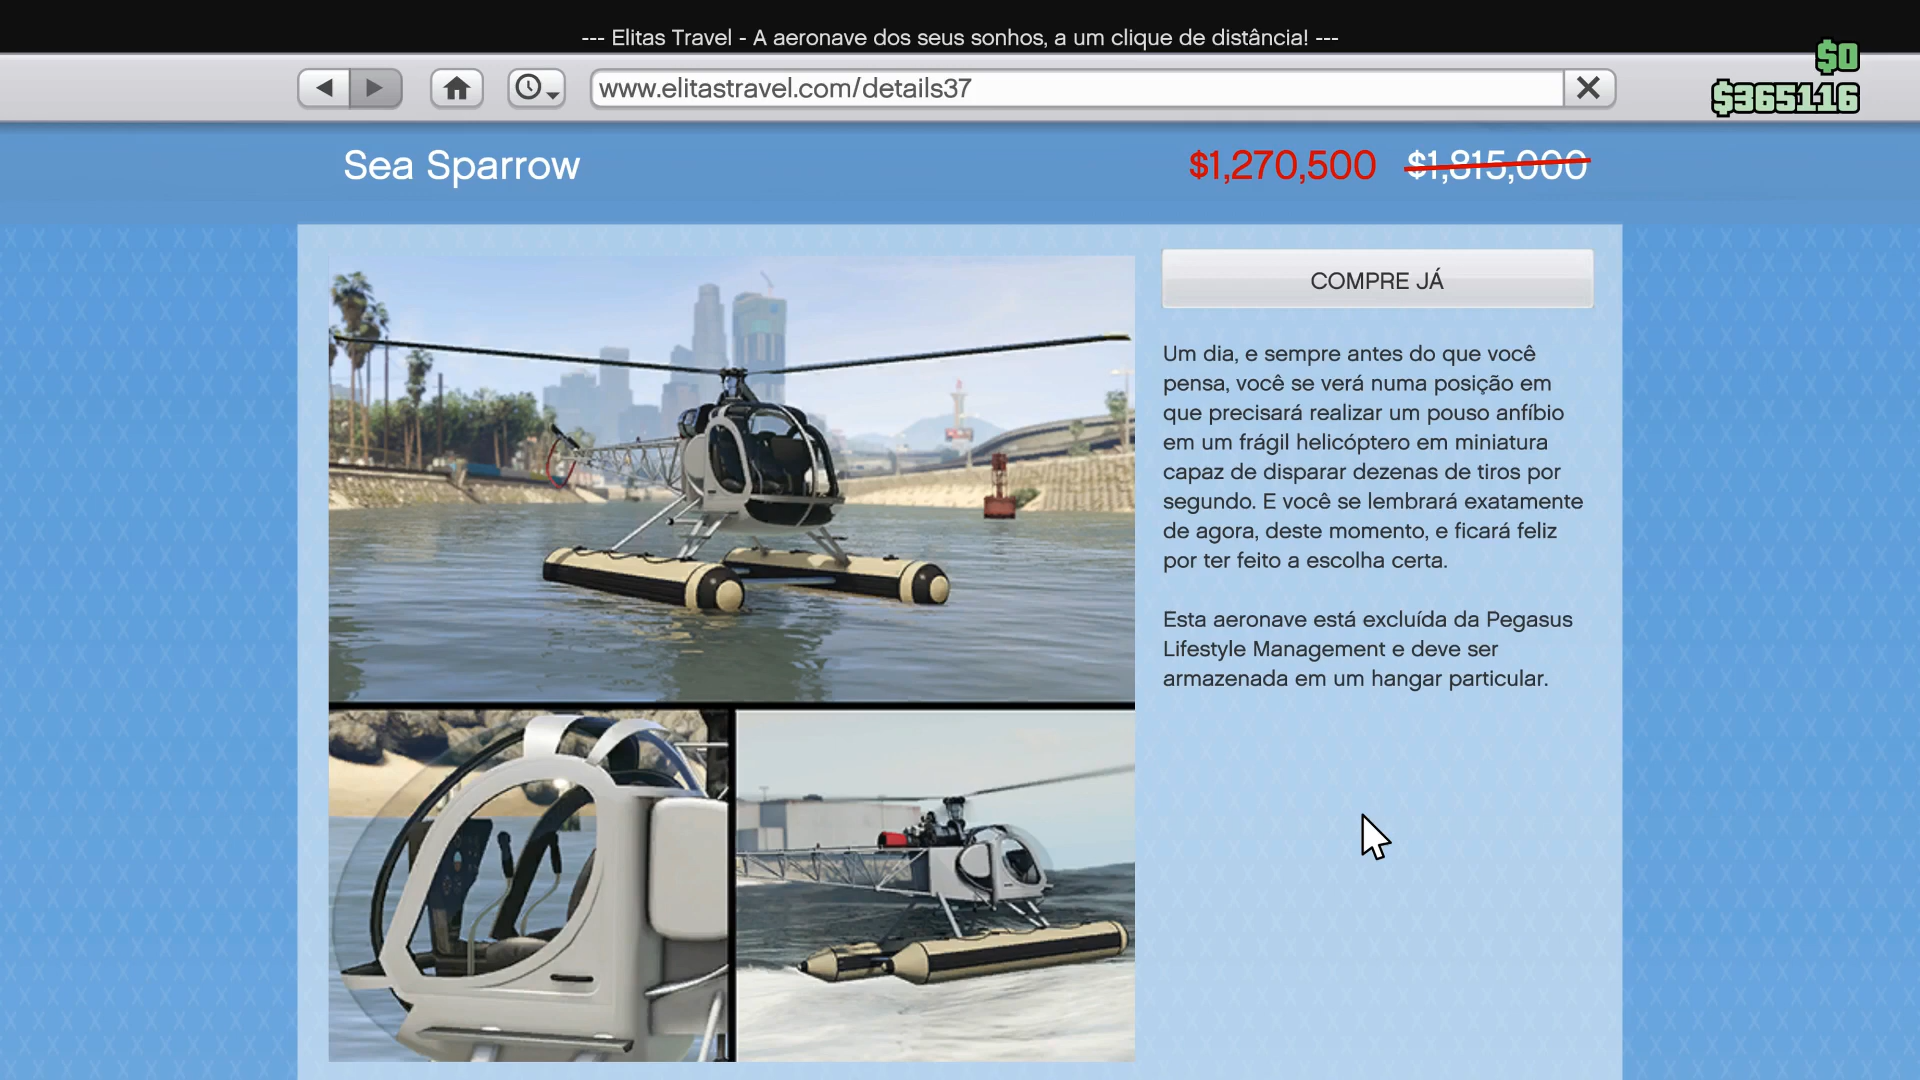 --- Elitas Travel - A aeronave dos seus sonhos, a um clique de distância! ---
$0
www.elitastravel.com/details37
$365116
Sea Sparrow
$1,270,500 $1,815,000
COMPRE JÁ
Um dia, e sempre antes do que você
pensa, você se verá numa posição em
que precisará realizar um pouso anfíbio
em um frágil helicóptero em miniatura
capaz de disparar dezenas de tiros por
segundo. E você se lembrará exatamente
de agora, deste momento, e ficará feliz
por ter feito a escolha certa.
Esta aeronave está excluída da Pegasus
Lifestyle Management e deve ser
armazenada em um hangar particular.